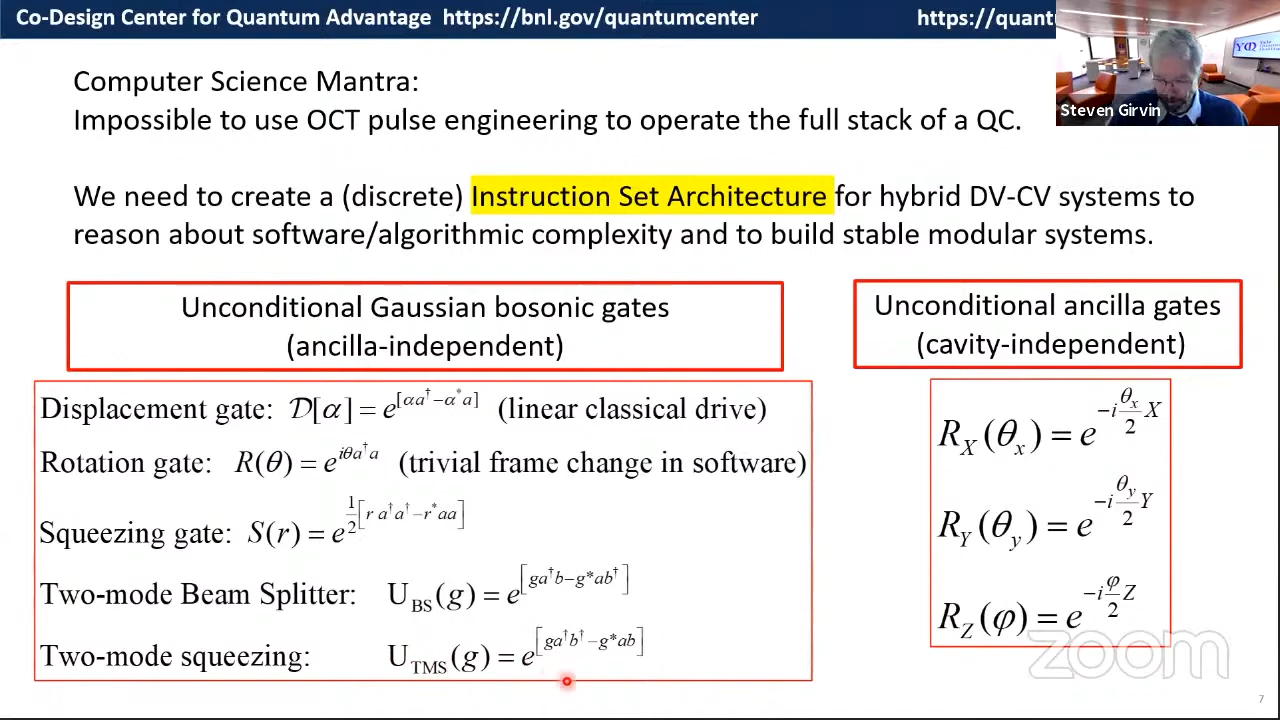 Co-Design Center for Quantum Advantage https://bnl.gov/quantumcenter https://quant
Steven Girvin
Computer Science Mantra:
Impossible to use OCT pulse engineering to operate the full stack of a QC.
We need to create a (discrete) Instruction Set Architecture for hybrid DV-CV systems to
reason about software/algorithmic complexity and to build stable modular systems.
Unconditional Gaussian bosonic gates
(ancilla-independent)
Displacement gate: 𝒟[α] = e^[αa†−α*a] (linear classical drive)
Rotation gate: R(θ) = e^{iθa†a} (trivial frame change in software)
Squeezing gate: S(r) = e^{1/2[r a†a†−r*aa]}
Two-mode Beam Splitter: U_BS(g) = e^[ga†b−g*ab†]
Two-mode squeezing: U_TMS(g) = e^[ga†b†−g*ab]
Unconditional ancilla gates
(cavity-independent)
R_X(θ_x) = e^{−i θ_x/2 X}
R_Y(θ_y) = e^{−i θ_y/2 Y}
R_Z(φ) = e^{−i φ/2 Z}
zoom
7